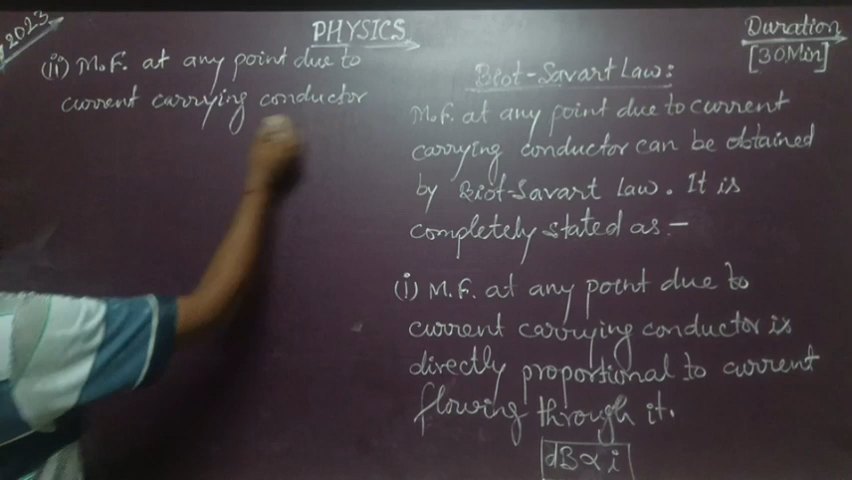 2023
PHYSICS
Duration
[30Min]
(ii) M.F. at any point due to
current carrying conductor
Biot-Savart Law:
M.F. at any point due to current
carrying conductor can be obtained
by Biot-Savart Law. It is
completely stated as -
(i) M.F. at any point due to
current carrying conductor is
directly proportional to current
flowing through it.
dB ∝ i